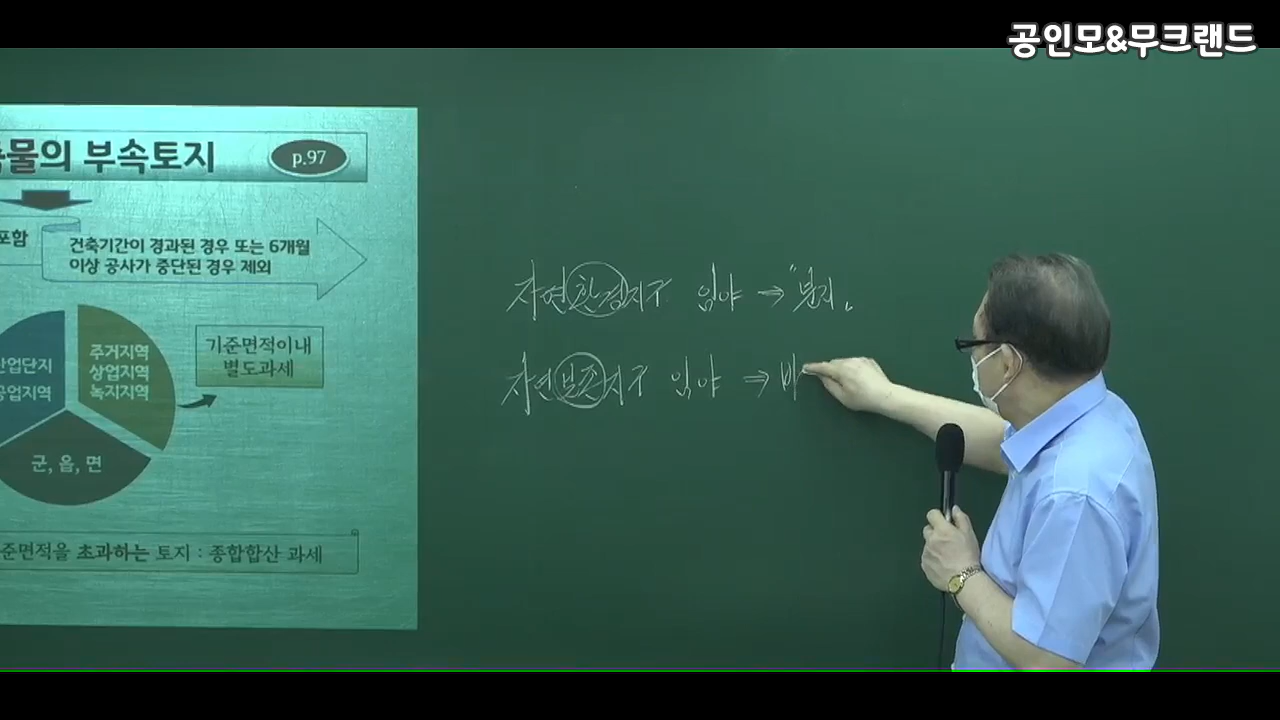 공인모&무크랜드
축물의 부속토지
p.97
포함
건축기간이 경과된 경우 또는 6개월
이상 공사가 중단된 경우 제외
산업단지
공업지역
주거지역
상업지역
녹지지역
기준면적이내
별도과세
군, 읍, 면
준면적을 초과하는 토지 : 종합합산 과세
자연환경지구 임야 ⇒ "분리.
자연보존지구 임야 ⇒ 비